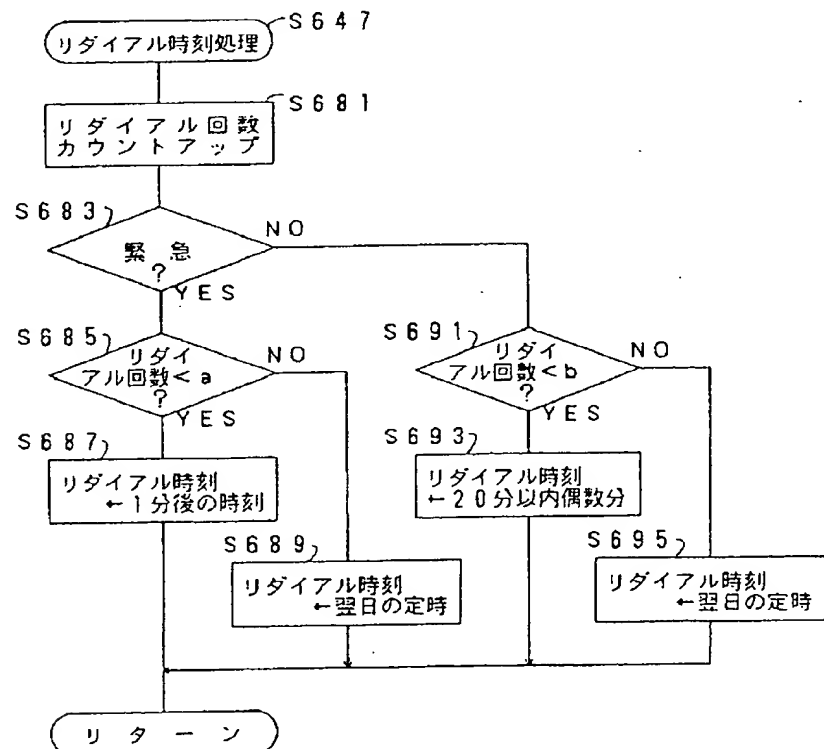 リダイアル時刻処理
S647
S681
リダイアル回数
カウントアップ
S683
緊急
?
NO
YES
S685
リダイ
アル回数<a
?
NO
YES
S691
リダイ
アル回数<b
?
NO
YES
S687
リダイアル時刻
←1分後の時刻
S693
リダイアル時刻
←20分以内偶数分
S689
リダイアル時刻
←翌日の定時
S695
リダイアル時刻
←翌日の定時
リターン